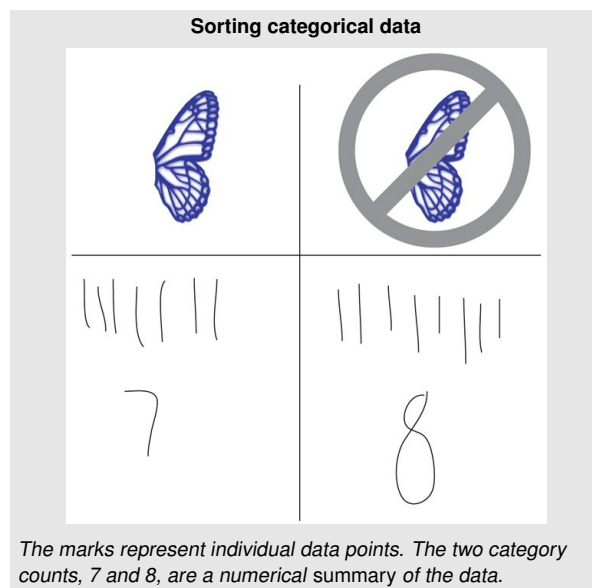 Sorting categorical data
7
8
The marks represent individual data points. The two category
counts, 7 and 8, are a numerical summary of the data.